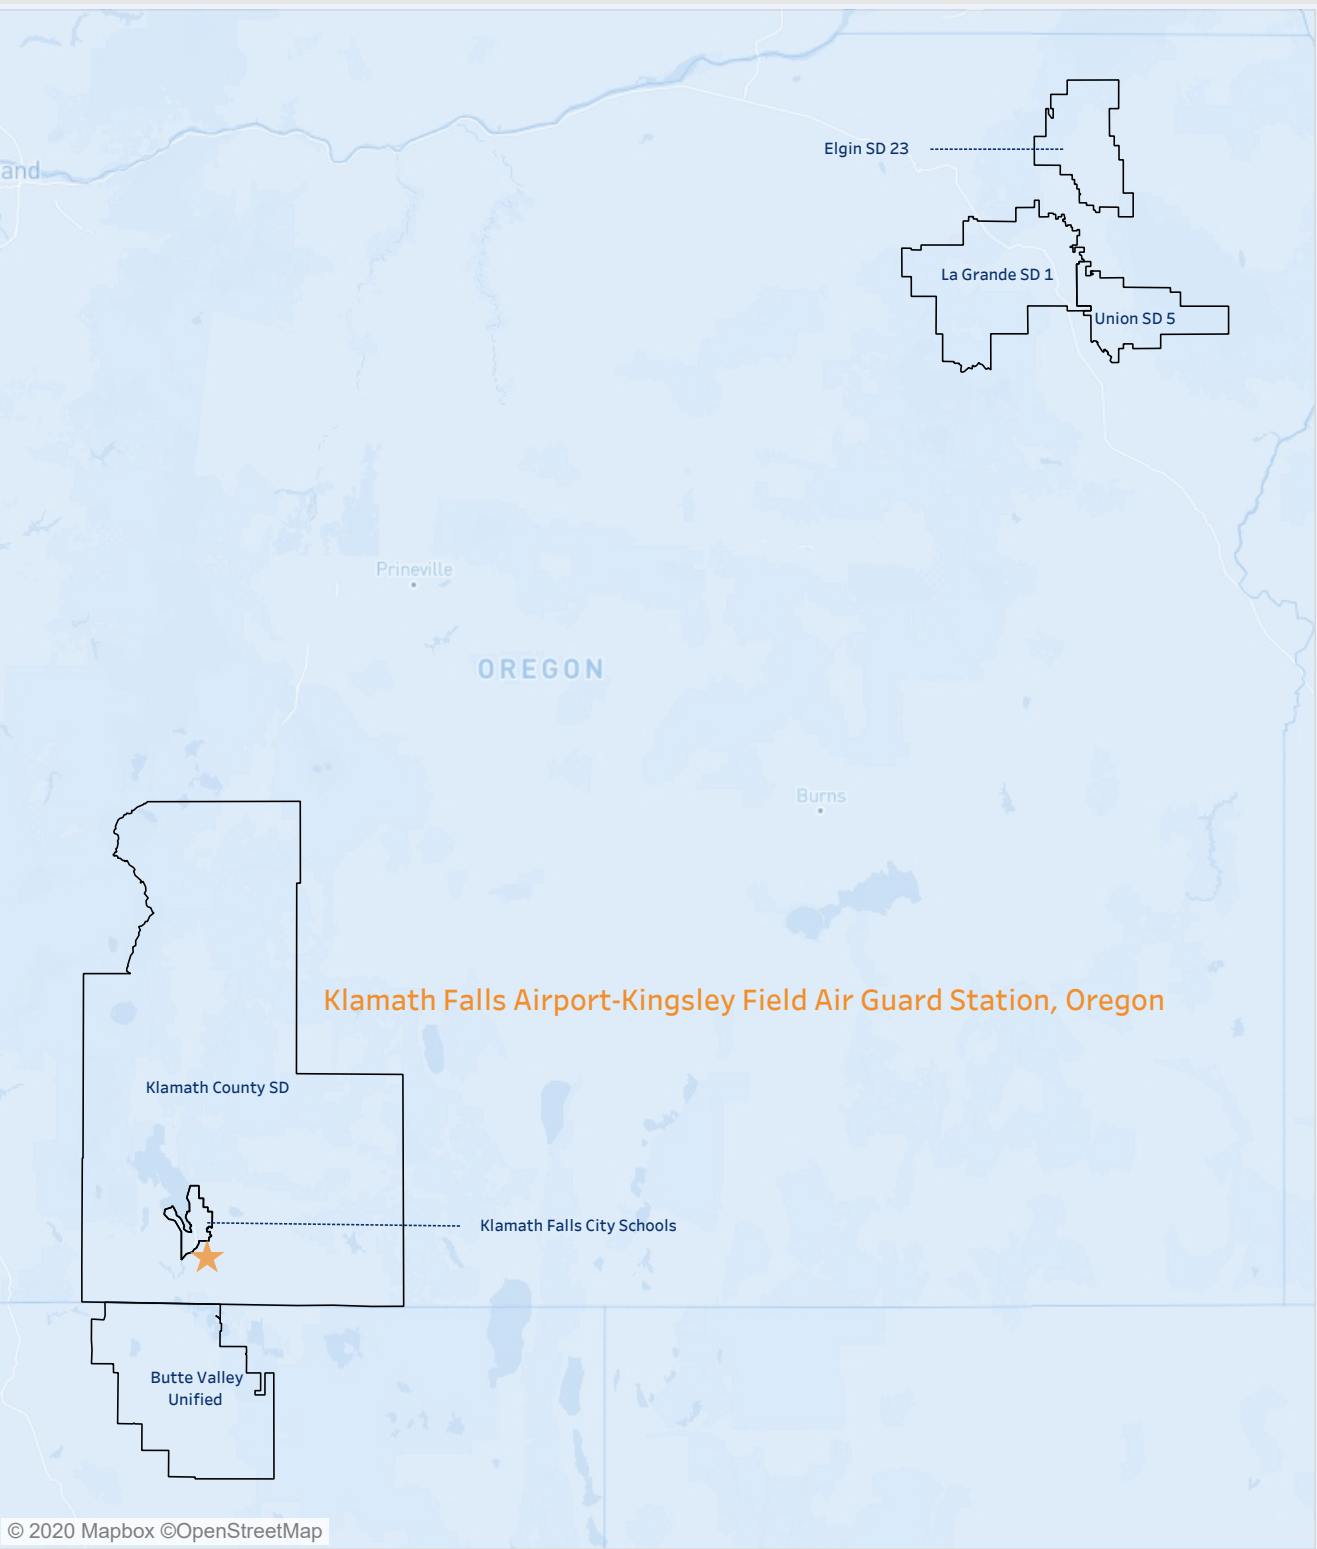 Elgin SD 23
and
La Grande SD 1
Union SD 5
Prineville
OREGON
Burns
Klamath Falls Airport-Kingsley Field Air Guard Station, Oregon
Klamath County SD
Klamath Falls City Schools
Butte Valley
Unified
© 2020 Mapbox ©OpenStreetMap